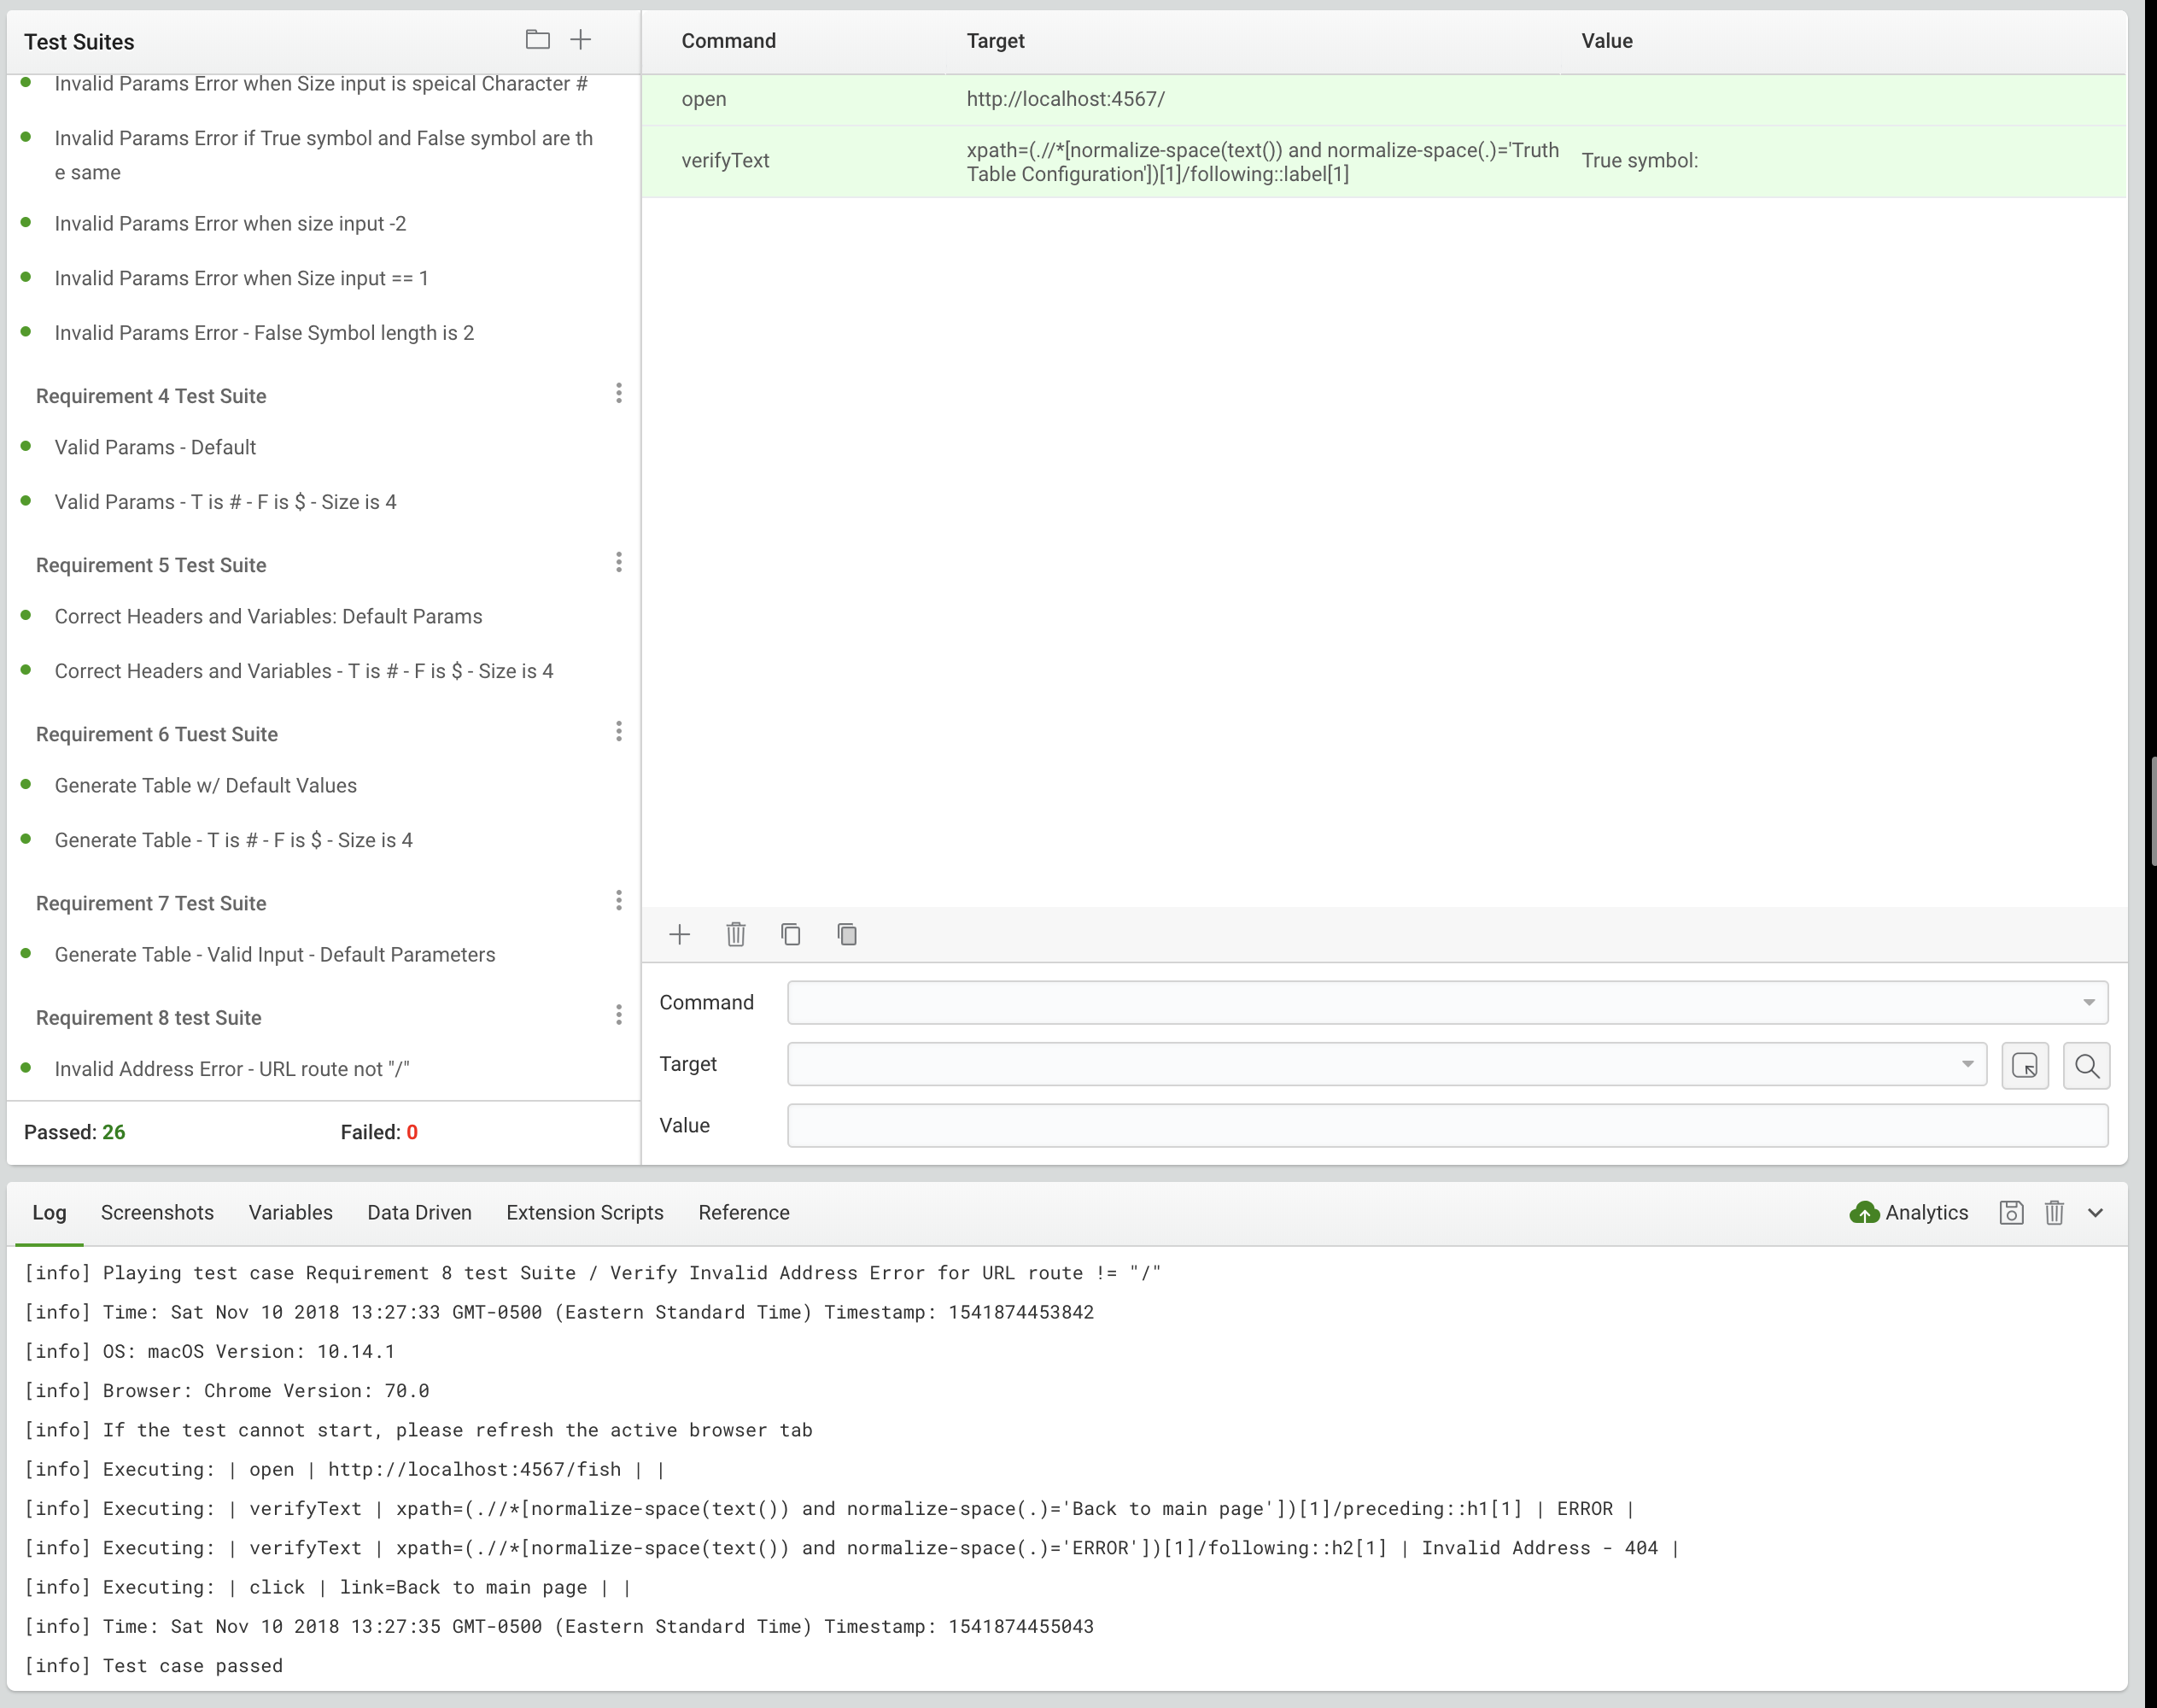 Test Suites
Invalid Params Error when Size input is speical Character #
Invalid Params Error if True symbol and False symbol are th
e same
Invalid Params Error when size input -2
Invalid Params Error when Size input == 1
Invalid Params Error - False Symbol length is 2
Requirement 4 Test Suite
Valid Params - Default
Valid Params - T is # - F is $ - Size is 4
Requirement 5 Test Suite
Correct Headers and Variables: Default Params
Correct Headers and Variables - T is # - F is $ - Size is 4
Requirement 6 Tuest Suite
Generate Table w/ Default Values
Generate Table - T is # - F is $ - Size is 4
Requirement 7 Test Suite
Generate Table - Valid Input - Default Parameters
Requirement 8 test Suite
Invalid Address Error - URL route not "/"
Passed: 26 Failed: 0
Command Target Value
open http://localhost:4567/
verifyText xpath=(.//*[normalize-space(text()) and normalize-space(.)='Truth
Table Configuration'])[1]/following::label[1] True symbol:
Command
Target
Value
Log Screenshots Variables Data Driven Extension Scripts Reference Analytics
[info] Playing test case Requirement 8 test Suite / Verify Invalid Address Error for URL route != "/"
[info] Time: Sat Nov 10 2018 13:27:33 GMT-0500 (Eastern Standard Time) Timestamp: 1541874453842
[info] OS: macOS Version: 10.14.1
[info] Browser: Chrome Version: 70.0
[info] If the test cannot start, please refresh the active browser tab
[info] Executing: | open | http://localhost:4567/fish | |
[info] Executing: | verifyText | xpath=(.//*[normalize-space(text()) and normalize-space(.)='Back to main page'])[1]/preceding::h1[1] | ERROR |
[info] Executing: | verifyText | xpath=(.//*[normalize-space(text()) and normalize-space(.)='ERROR'])[1]/following::h2[1] | Invalid Address - 404 |
[info] Executing: | click | link=Back to main page | |
[info] Time: Sat Nov 10 2018 13:27:35 GMT-0500 (Eastern Standard Time) Timestamp: 1541874455043
[info] Test case passed